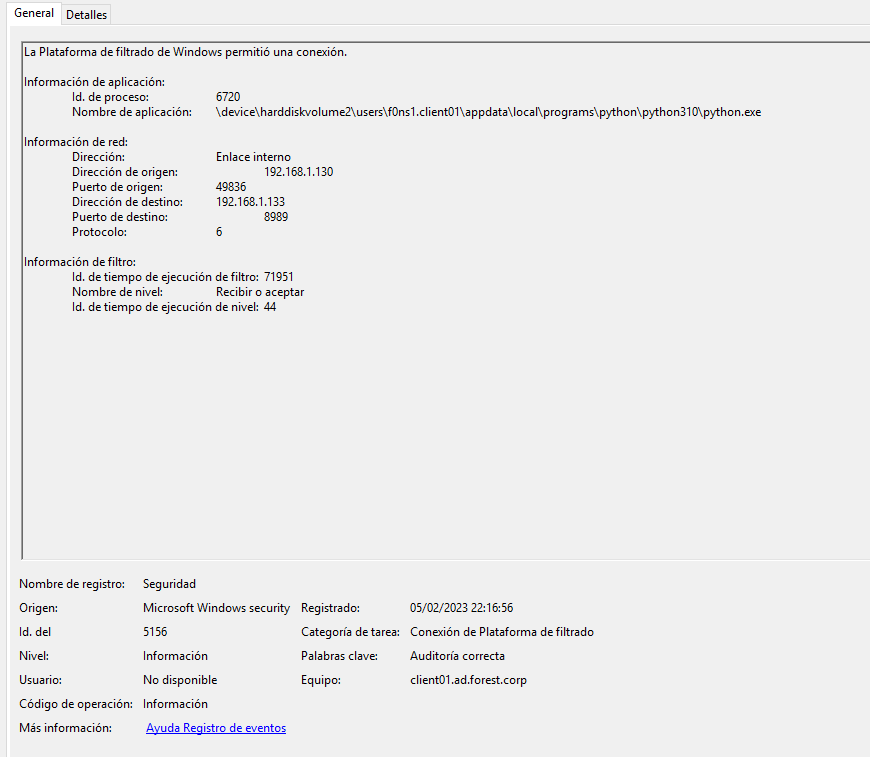 General Detalles
La Plataforma de filtrado de Windows permitió una conexión.
Información de aplicación:
Id. de proceso: 6720
Nombre de aplicación: \device\harddiskvolume2\users\f0ns1.client01\appdata\local\programs\python\python310\python.exe
Información de red:
Dirección: Enlace interno
Dirección de origen: 192.168.1.130
Puerto de origen: 49836
Dirección de destino: 192.168.1.133
Puerto de destino: 8989
Protocolo: 6
Información de filtro:
Id. de tiempo de ejecución de filtro: 71951
Nombre de nivel: Recibir o aceptar
Id. de tiempo de ejecución de nivel: 44
Nombre de registro: Seguridad
Origen: Microsoft Windows security Registrado: 05/02/2023 22:16:56
Id. del 5156 Categoría de tarea: Conexión de Plataforma de filtrado
Nivel: Información Palabras clave: Auditoría correcta
Usuario: No disponible Equipo: client01.ad.forest.corp
Código de operación: Información
Más información: Ayuda Registro de eventos